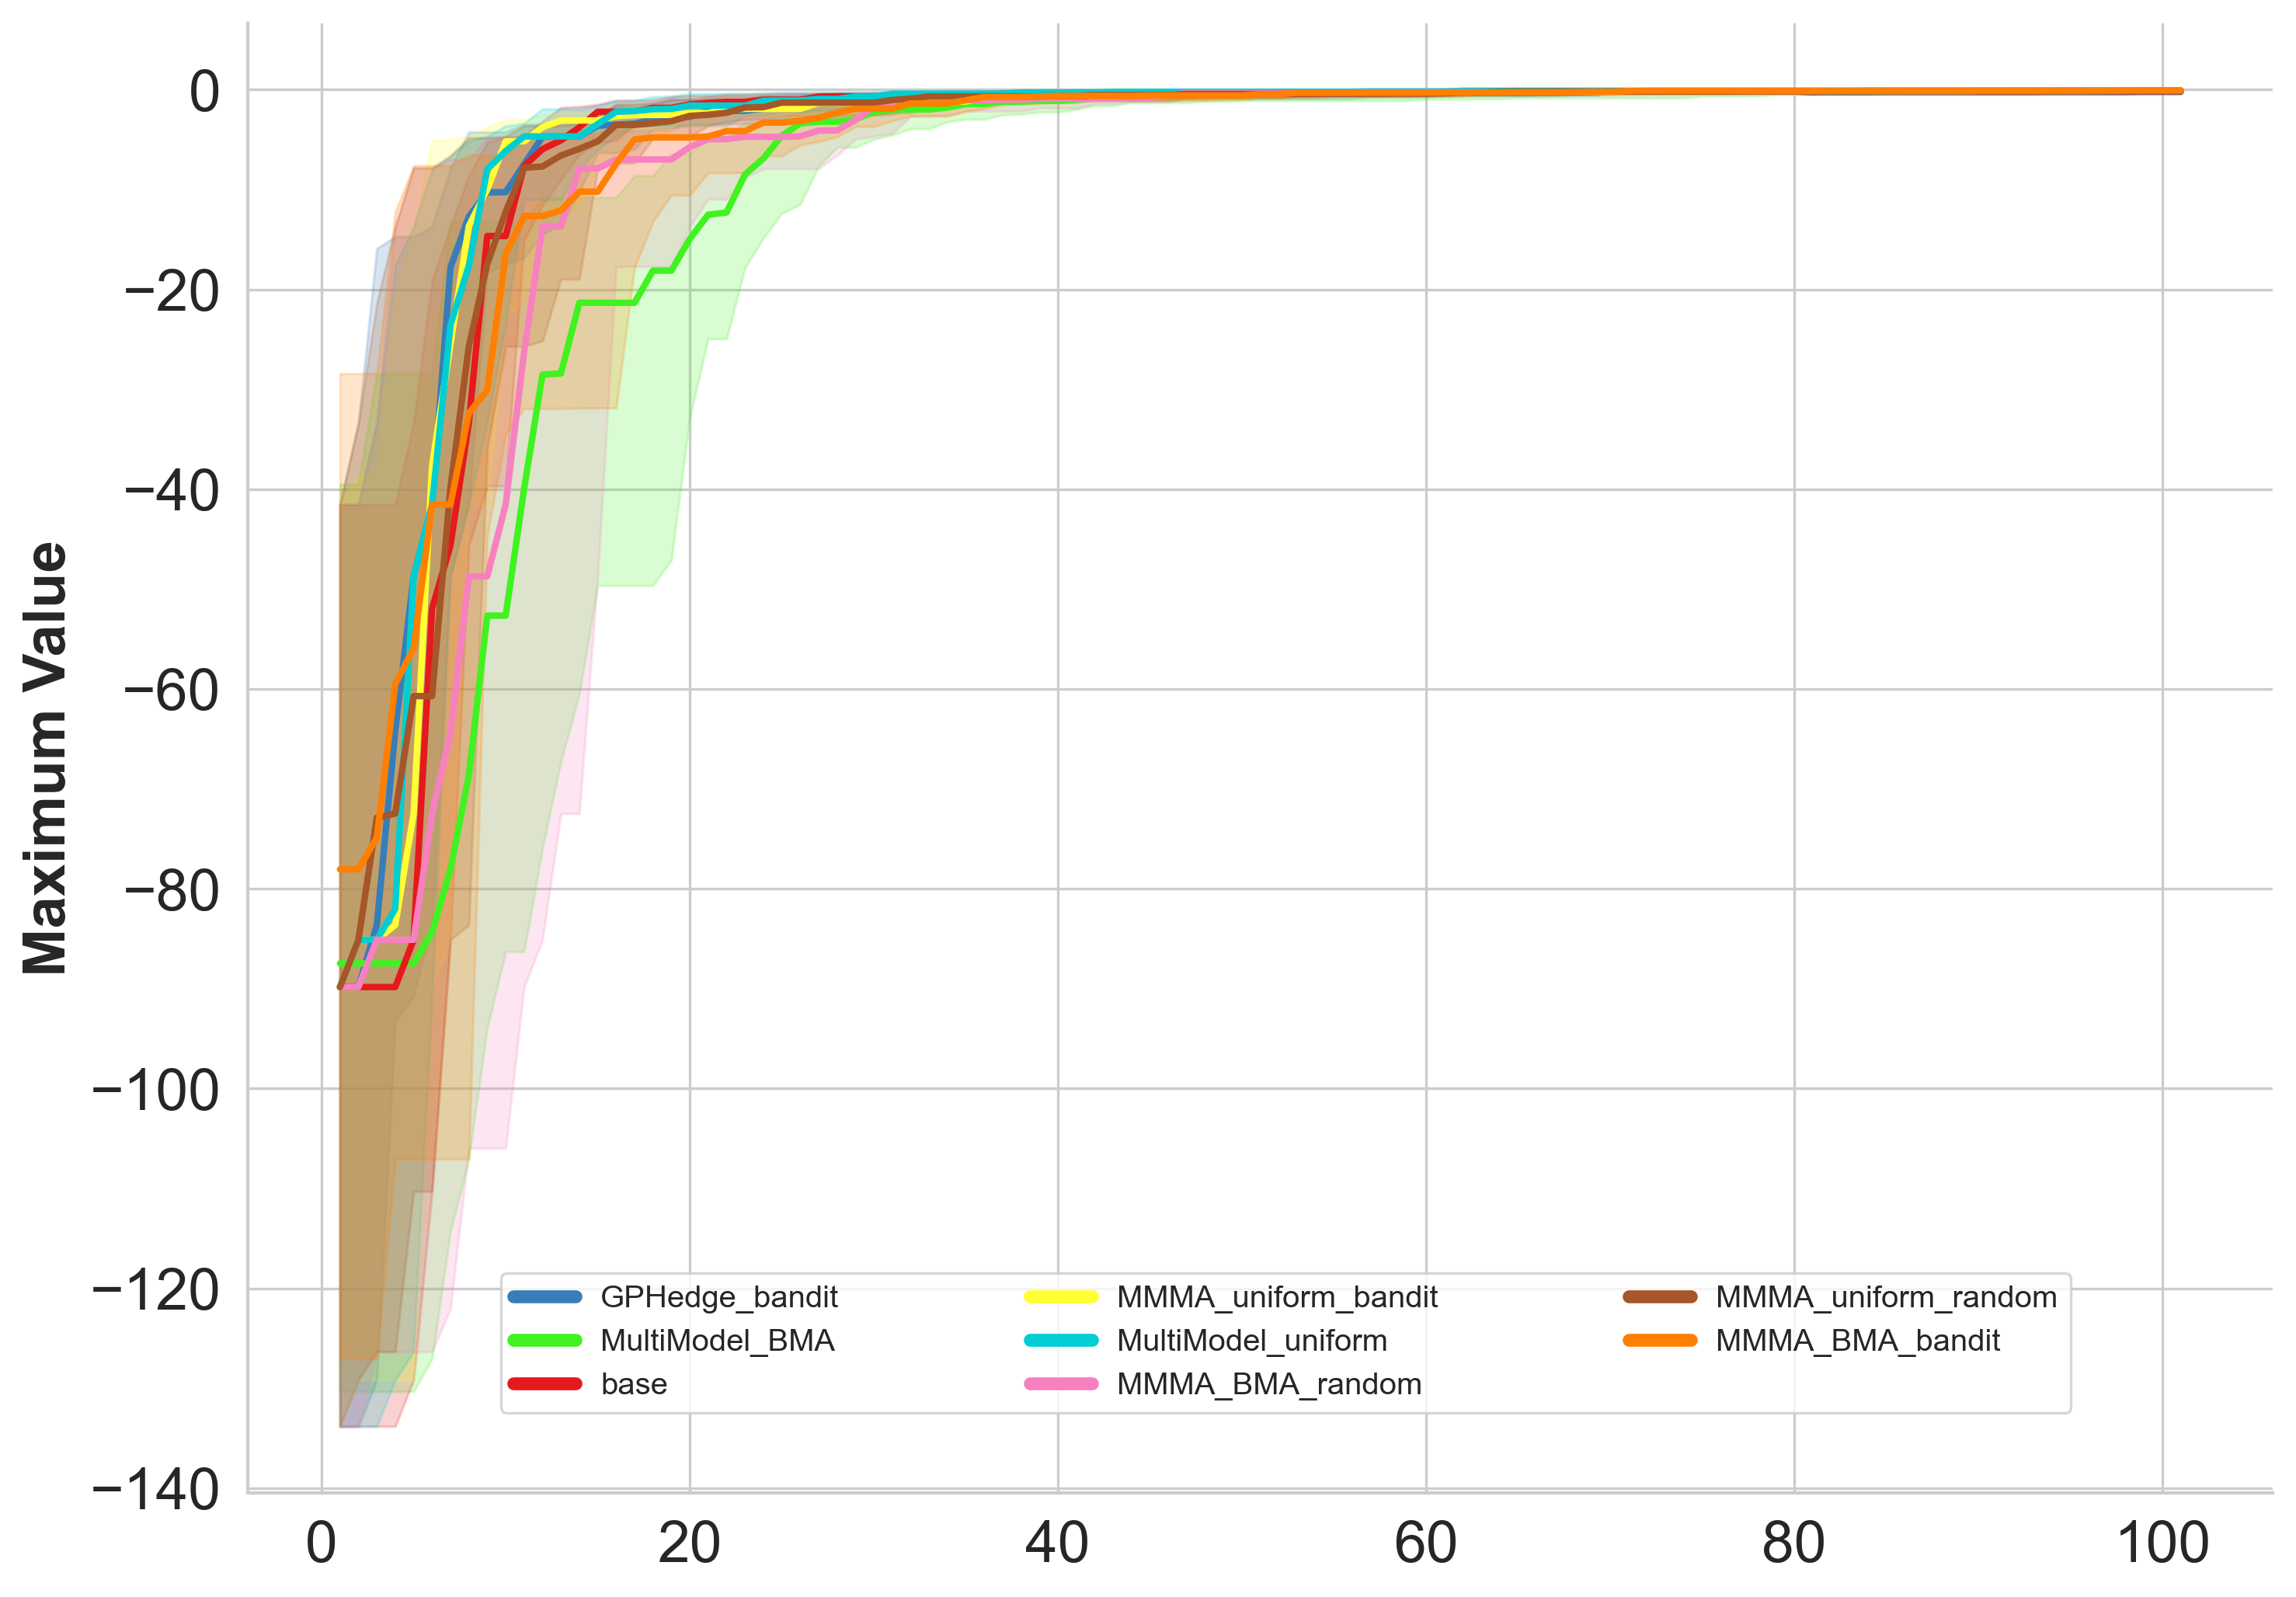 Maximum Value
0
−20
−40
−60
−80
−100
−120
−140
0 20 40 60 80 100
GPHedge_bandit
MultiModel_BMA
base
MMMA_uniform_bandit
MultiModel_uniform
MMMA_BMA_random
MMMA_uniform_random
MMMA_BMA_bandit